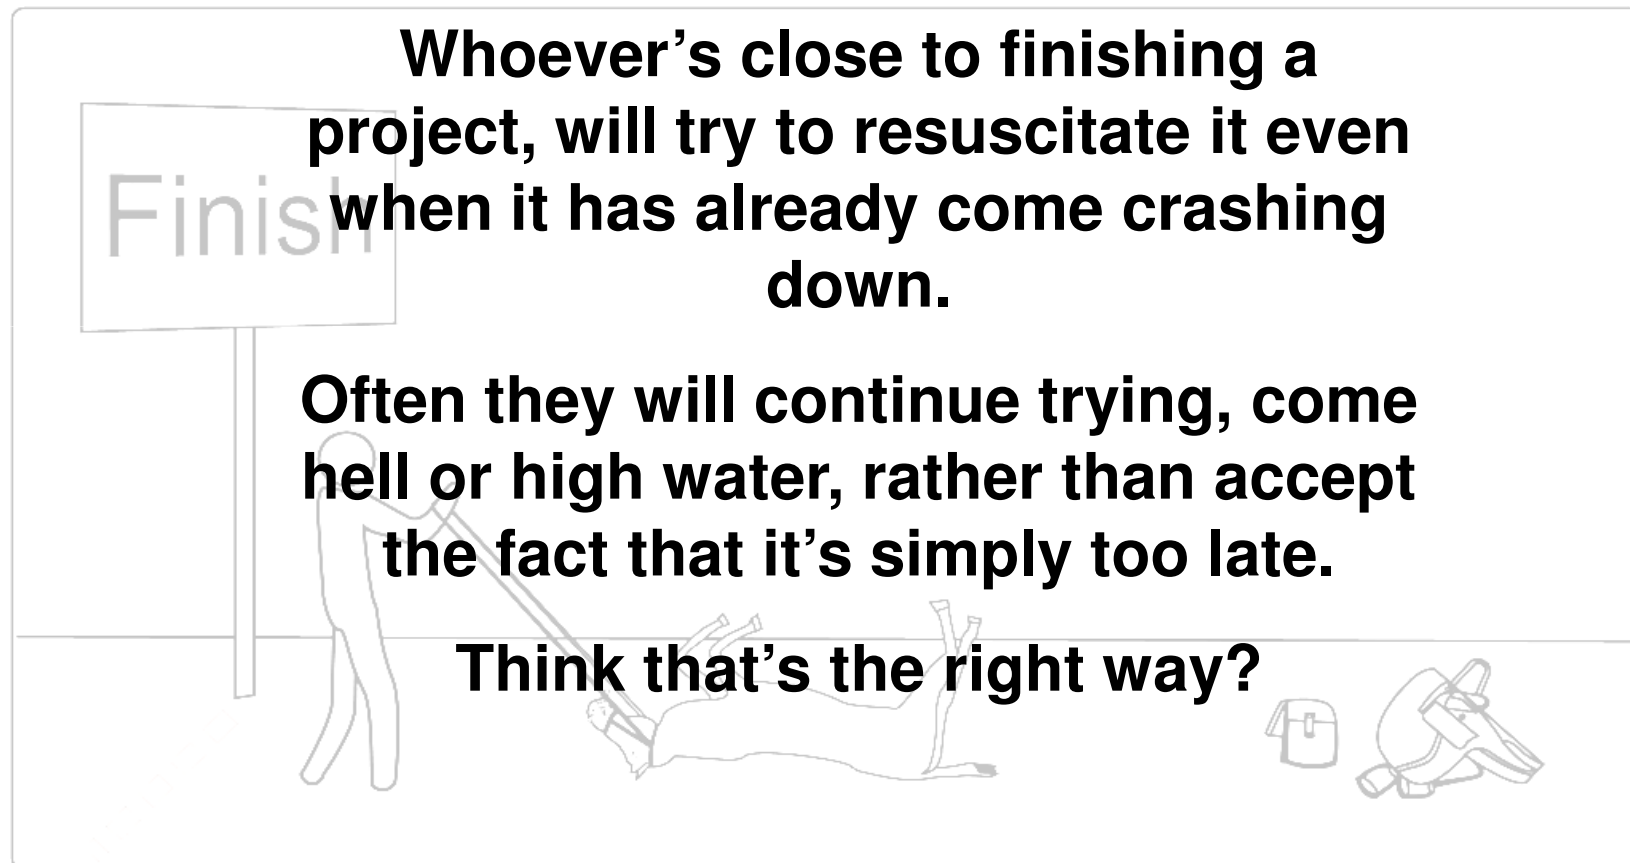 Whoever’s close to finishing a
project, will try to resuscitate it even
Finish
when it has already come crashing
down.
Often they will continue trying, come
hell or high water, rather than accept
the fact that it’s simply too late.
Think that’s the right way?